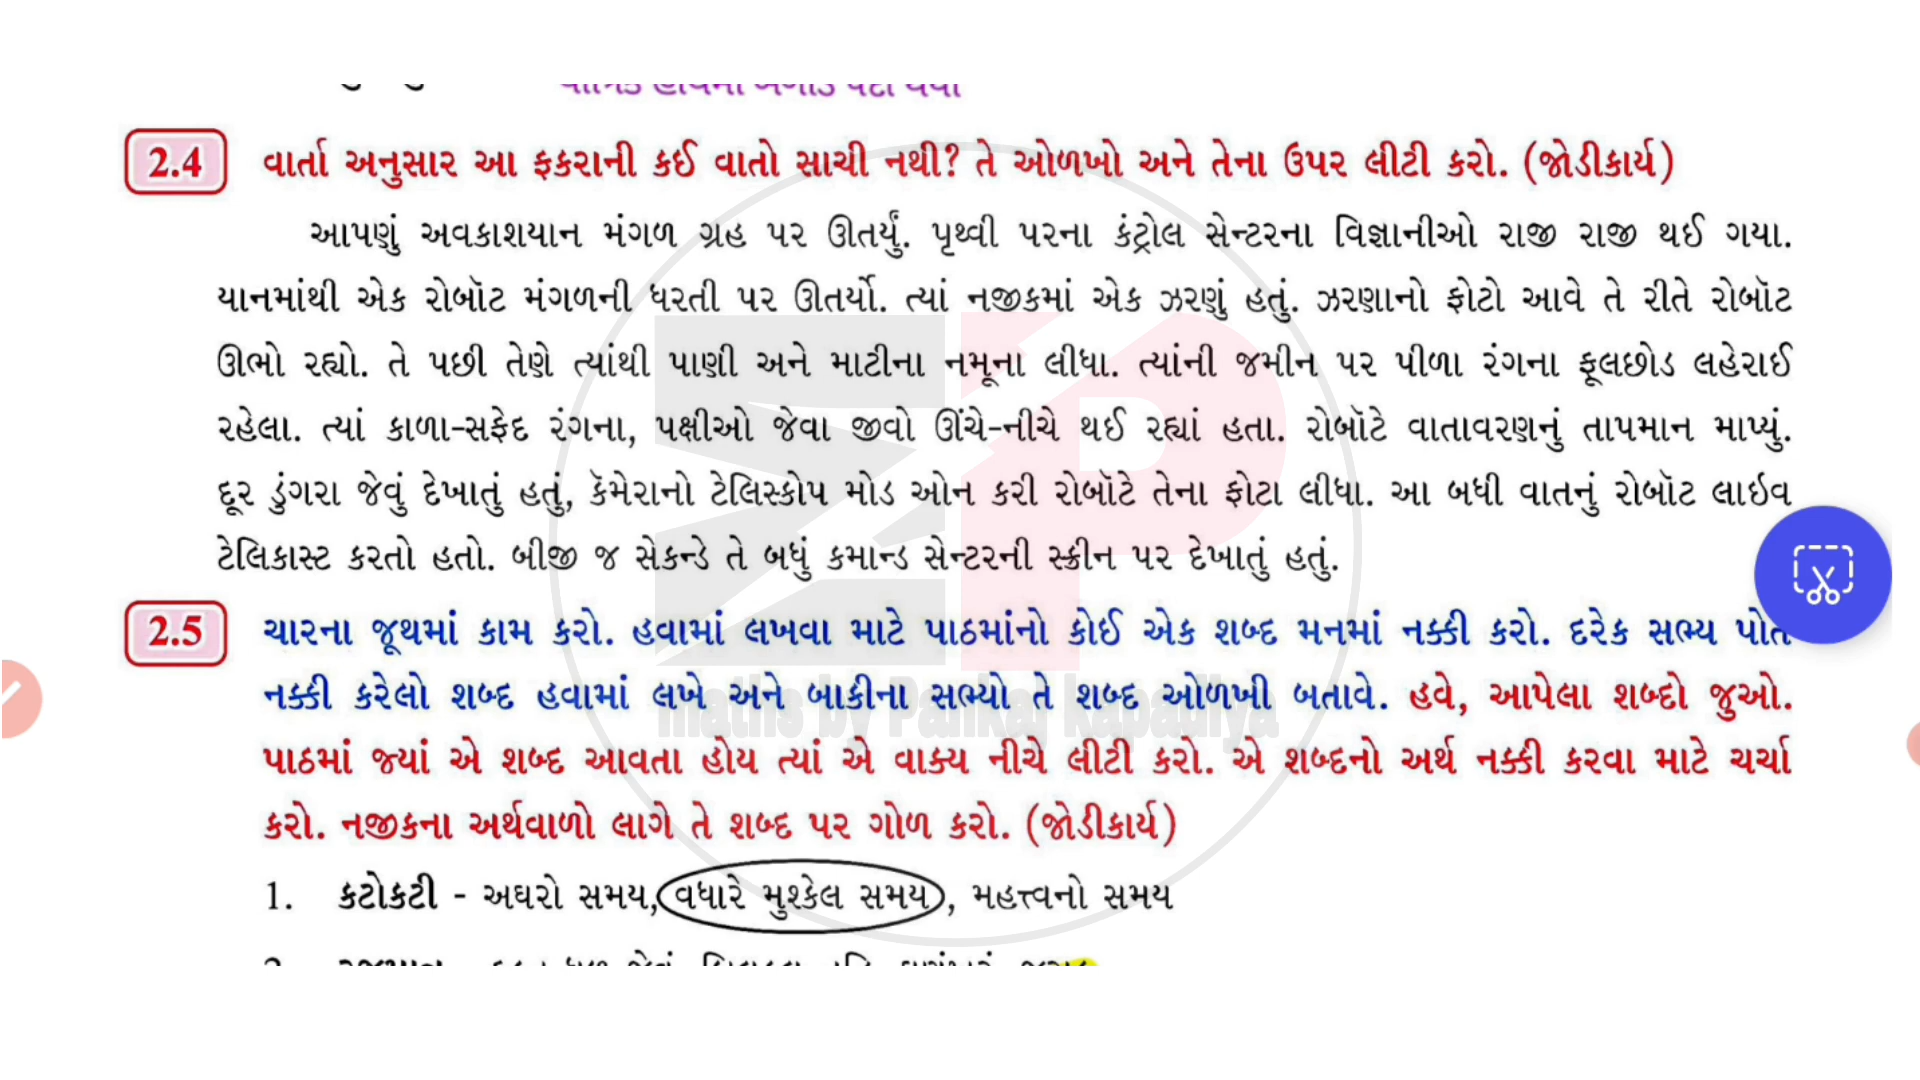 2.4 વાર્તા અનુસાર આ ફકરાની કઈ વાતો સાચી નથી? તે ઓળખો અને તેના ઉપર લીટી કરો. (જોડીકાર્ય)
આપણું અવકાશયાન મંગળ ગ્રહ પર ઊતર્યું. પૃથ્વી પરના કંટ્રોલ સેન્ટરના વિજ્ઞાનીઓ રાજી રાજી થઈ ગયા.
યાનમાંથી એક રોબૉટ મંગળની ધરતી પર ઊતર્યો. ત્યાં નજીકમાં એક ઝરણું હતું. ઝરણાનો ફોટો આવે તે રીતે રોબૉટ
ઊભો રહ્યો. તે પછી તેણે ત્યાંથી પાણી અને માટીના નમૂના લીધા. ત્યાંની જમીન પર પીળા રંગના ફૂલછોડ લહેરાઈ
રહેલા. ત્યાં કાળા-સફેદ રંગના, પક્ષીઓ જેવા જીવો ઊંચે-નીચે થઈ રહ્યાં હતા. રોબૉટે વાતાવરણનું તાપમાન માપ્યું.
દૂર ડુંગરા જેવું દેખાતું હતું, કૅમેરાનો ટેલિસ્કોપ મોડ ઓન કરી રોબૉટે તેના ફોટા લીધા. આ બધી વાતનું રોબૉટ લાઇવ
ટેલિકાસ્ટ કરતો હતો. બીજી જ સેકન્ડે તે બધું કમાન્ડ સેન્ટરની સ્ક્રીન પર દેખાતું હતું.
2.5 ચારના જૂથમાં કામ કરો. હવામાં લખવા માટે પાઠમાંનો કોઈ એક શબ્દ મનમાં નક્કી કરો. દરેક સભ્ય પોતે
નક્કી કરેલો શબ્દ હવામાં લખે અને બાકીના સભ્યો તે શબ્દ ઓળખી બતાવે. હવે, આપેલા શબ્દો જુઓ.
maths by Pankaj Kapadiya
પાઠમાં જ્યાં એ શબ્દ આવતા હોય ત્યાં એ વાક્ય નીચે લીટી કરો. એ શબ્દનો અર્થ નક્કી કરવા માટે ચર્ચા
કરો. નજીકના અર્થવાળો લાગે તે શબ્દ પર ગોળ કરો. (જોડીકાર્ય)
1. કટોકટી - અઘરો સમય, વધારે મુશ્કેલ સમય, મહત્ત્વનો સમય